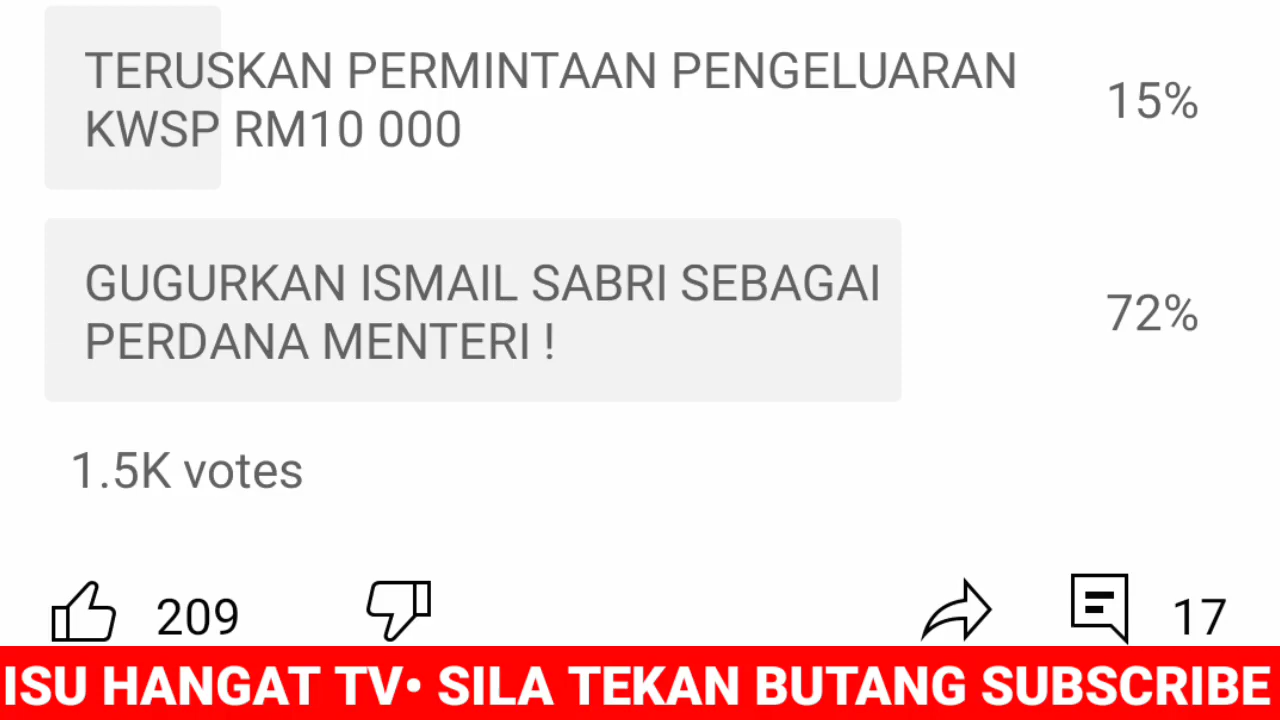 TERUSKAN PERMINTAAN PENGELUARAN
KWSP RM10 000
15%
GUGURKAN ISMAIL SABRI SEBAGAI
PERDANA MENTERI !
72%
1.5K votes
209
17
ISU HANGAT TV• SILA TEKAN BUTANG SUBSCRIBE